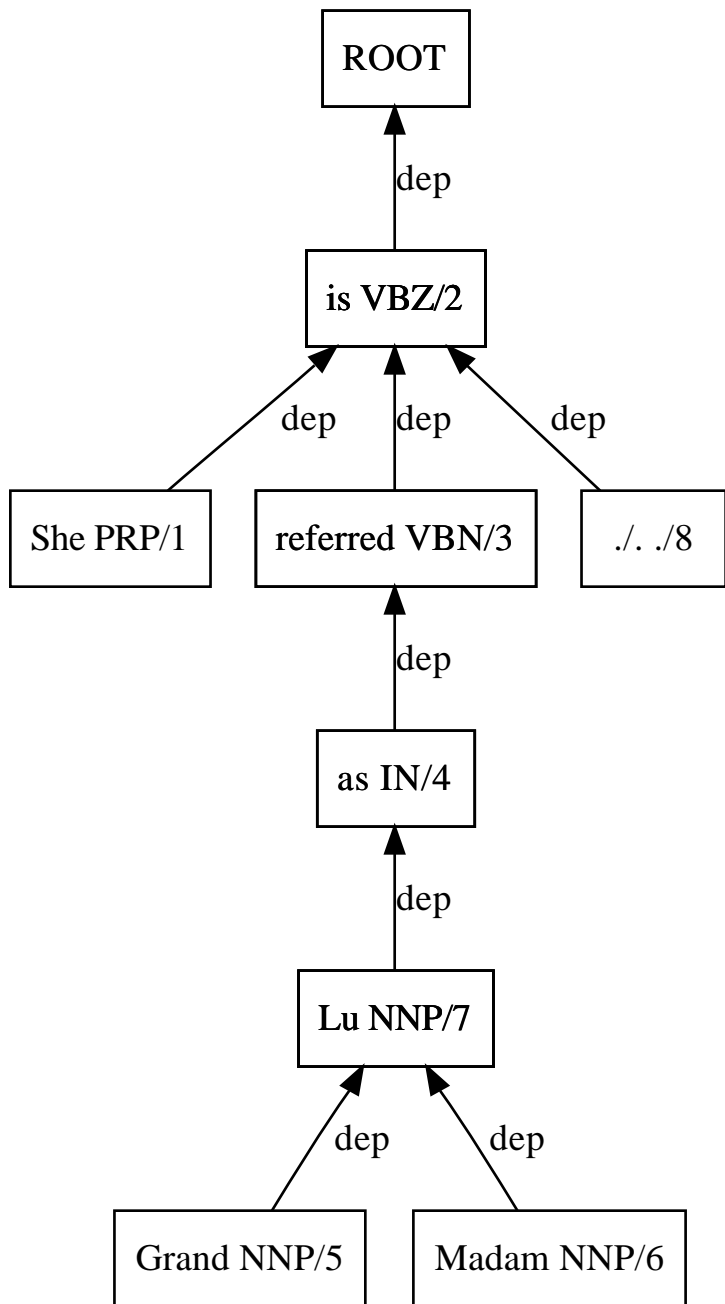 ROOT
dep
is VBZ/2
dep dep dep
She PRP/1 referred VBN/3 ./. ./8
dep
as IN/4
dep
Lu NNP/7
dep dep
Grand NNP/5 Madam NNP/6